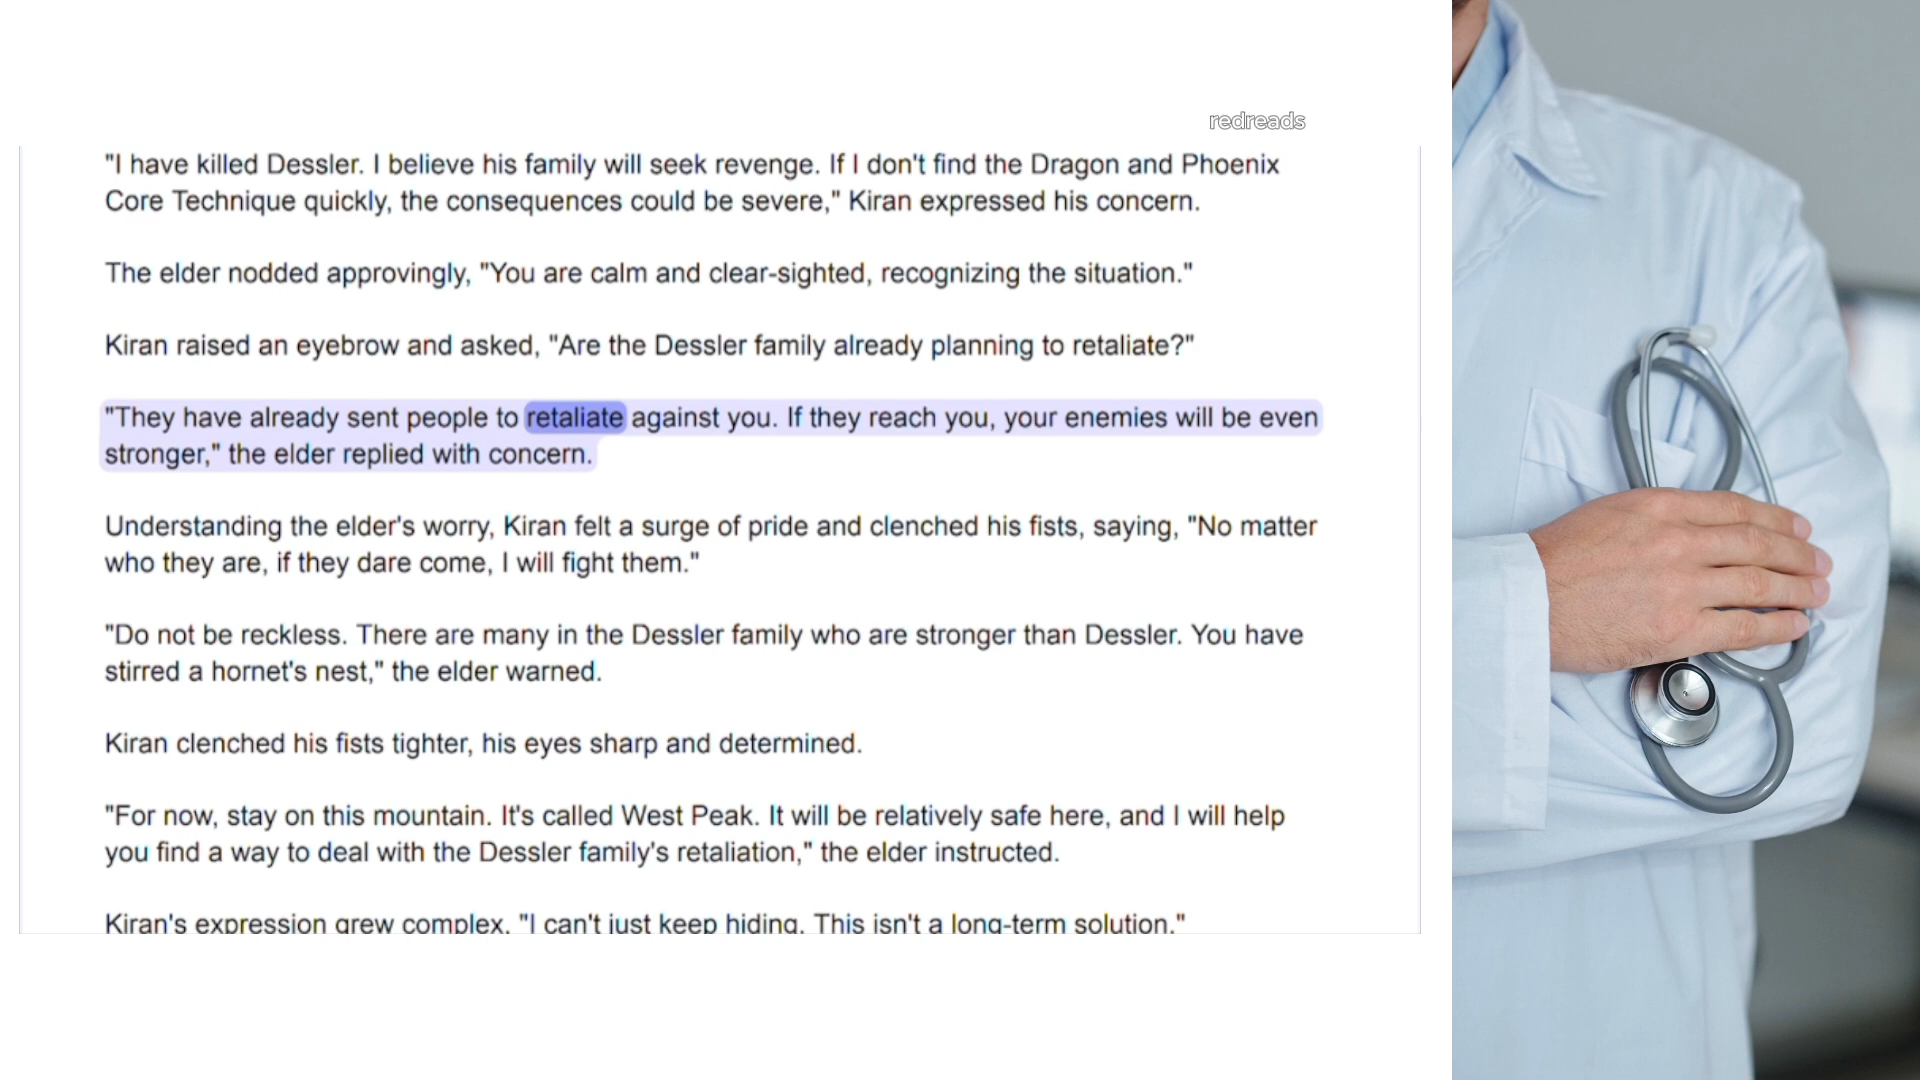 redreads
"I have killed Dessler. I believe his family will seek revenge. If I don't find the Dragon and Phoenix
Core Technique quickly, the consequences could be severe," Kiran expressed his concern.
The elder nodded approvingly, "You are calm and clear-sighted, recognizing the situation."
Kiran raised an eyebrow and asked, "Are the Dessler family already planning to retaliate?"
"They have already sent people to retaliate against you. If they reach you, your enemies will be even
stronger," the elder replied with concern.
Understanding the elder's worry, Kiran felt a surge of pride and clenched his fists, saying, "No matter
who they are, if they dare come, I will fight them."
"Do not be reckless. There are many in the Dessler family who are stronger than Dessler. You have
stirred a hornet's nest," the elder warned.
Kiran clenched his fists tighter, his eyes sharp and determined.
"For now, stay on this mountain. It's called West Peak. It will be relatively safe here, and I will help
you find a way to deal with the Dessler family's retaliation," the elder instructed.
Kiran's expression grew complex. "I can't just keep hiding. This isn't a long-term solution."